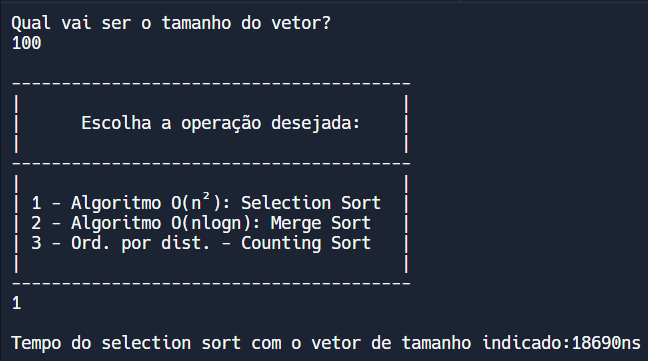 Qual vai ser o tamanho do vetor?
100
----------------------------------------
|                                      |
|      Escolha a operação desejada:    |
|                                      |
----------------------------------------
|                                      |
| 1 - Algoritmo O(n²): Selection Sort  |
| 2 - Algoritmo O(nlogn): Merge Sort   |
| 3 - Ord. por dist. - Counting Sort   |
|                                      |
----------------------------------------
1
Tempo do selection sort com o vetor de tamanho indicado:18690ns